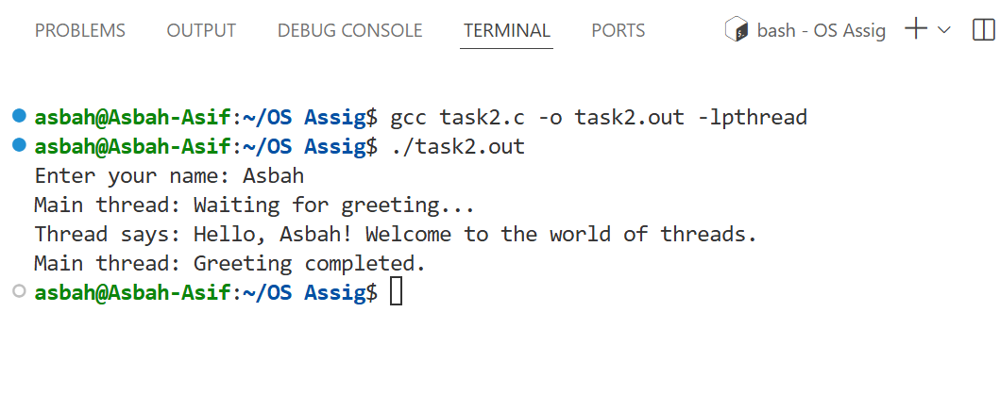 PROBLEMS OUTPUT DEBUG CONSOLE TERMINAL PORTS bash - OS Assig
asbah@Asbah-Asif:~/OS Assig$ gcc task2.c -o task2.out -lpthread
asbah@Asbah-Asif:~/OS Assig$ ./task2.out
Enter your name: Asbah
Main thread: Waiting for greeting...
Thread says: Hello, Asbah! Welcome to the world of threads.
Main thread: Greeting completed.
asbah@Asbah-Asif:~/OS Assig$